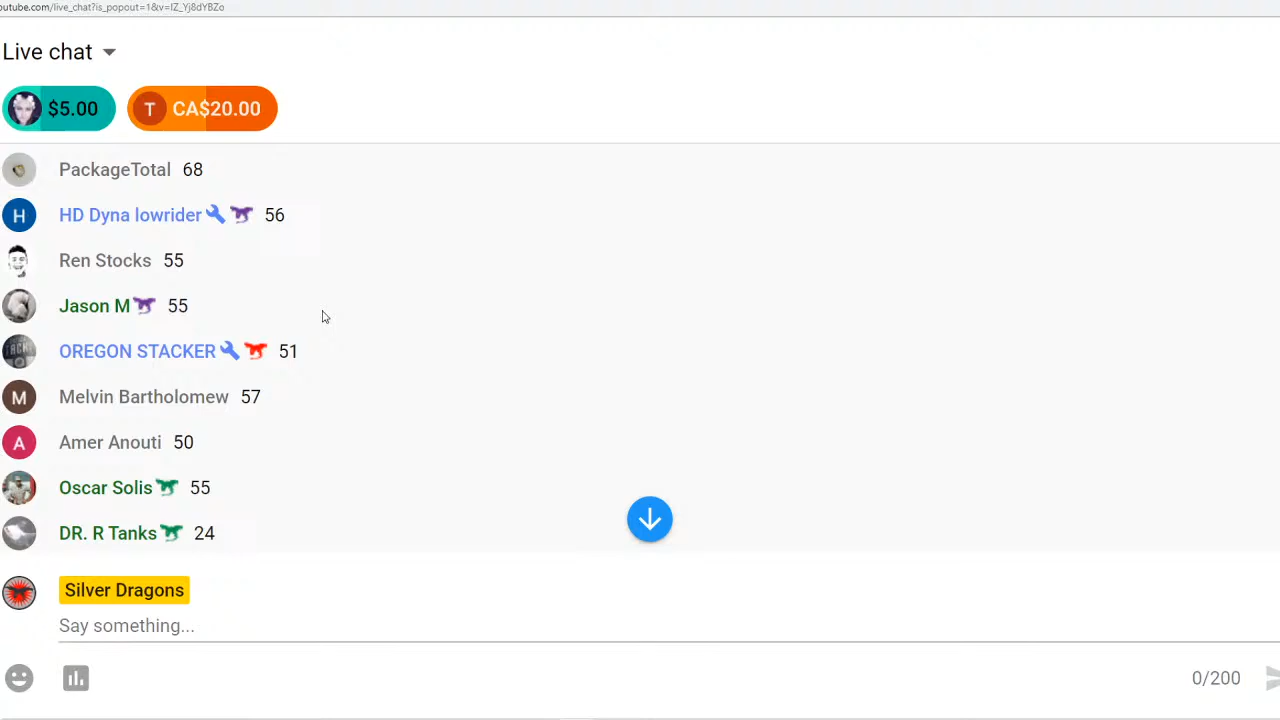 outube.com/live_chat?is_popout=1&v=IZ_Yj8dYBZo
Live chat
$5.00
T CA$20.00
PackageTotal 68
H HD Dyna lowrider 56
Ren Stocks 55
Jason M 55
OREGON STACKER 51
M Melvin Bartholomew 57
A Amer Anouti 50
Oscar Solis 55
DR. R Tanks 24
Silver Dragons
Say something...
0/200